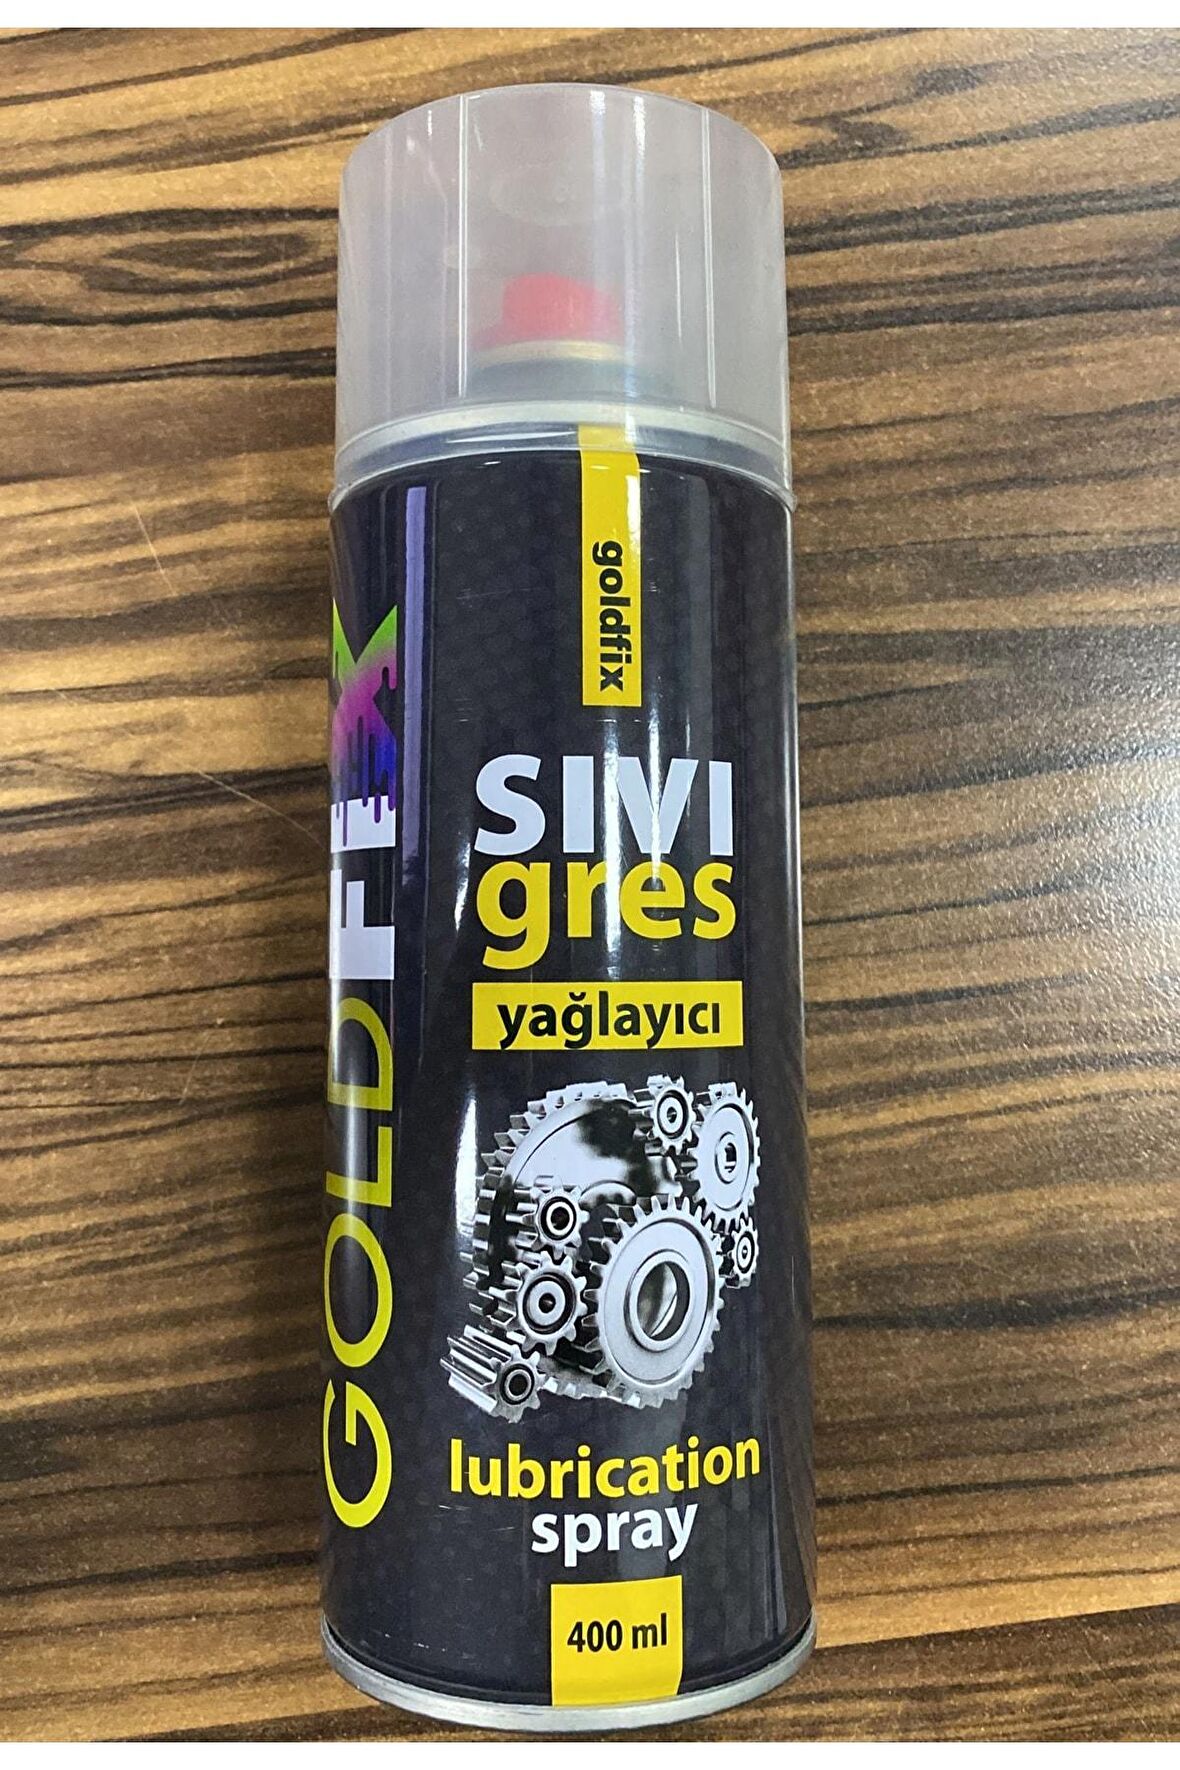 goldfix
GOLDFIX
SIVI
gres
yağlayıcı
lubrication
spray
400 ml